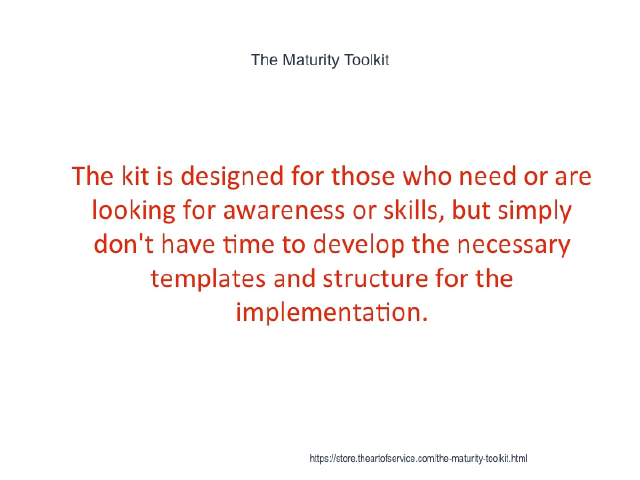 The Maturity Toolkit
The kit is designed for those who need or are
looking for awareness or skills, but simply
don't have time to develop the necessary
templates and structure for the
implementation.
https://store.theartofservice.com/the-maturity-toolkit.html